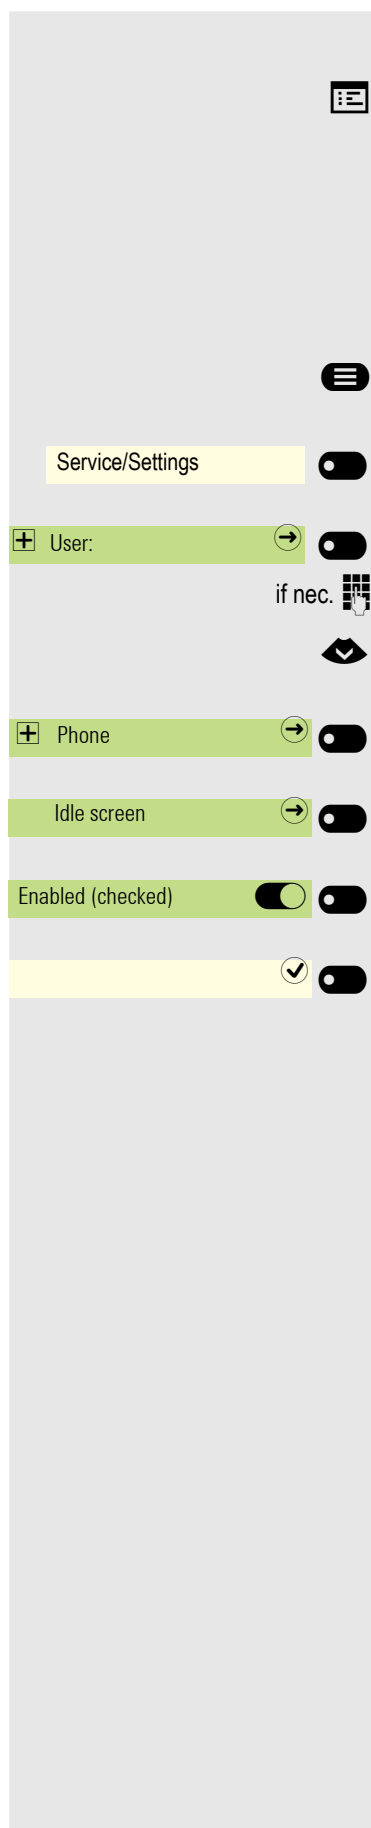 Service/Settings
User:
if nec.
Phone
Idle screen
Enabled (checked)